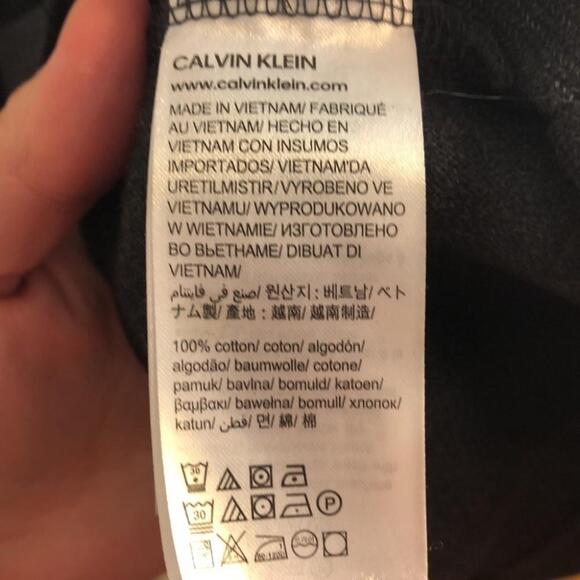 CALVIN KLEIN
www.calvinklein.com
MADE IN VIETNAM/ FABRIQUÉ
AU VIETNAM/ HECHO EN
VIETNAM CON INSUMOS
IMPORTADOS/ VIETNAM'DA
URETILMISTIR/VYROBENO VE
VIETNAMU/ WYPRODUKOWANO
W WIETNAMIE/ ИЗГОТОВЛЕНО
ВО ВЬЕТНАМЕ/ DIBUAT DI
VIETNAM/
صنع في فايتنام/ 원산지 : 베트남/ ベト
ナム製/ 產地 : 越南/ 越南制造/
100% cotton/ coton/ algodón/
algodão/ baumwolle/ cotone/
pamuk/ bavlna/ bomuld/ katoen/
βαμβακι/ bawełna/ bomull/ хлопок/
katun/ قطن/ 면/ 綿/ 棉
30
30 P